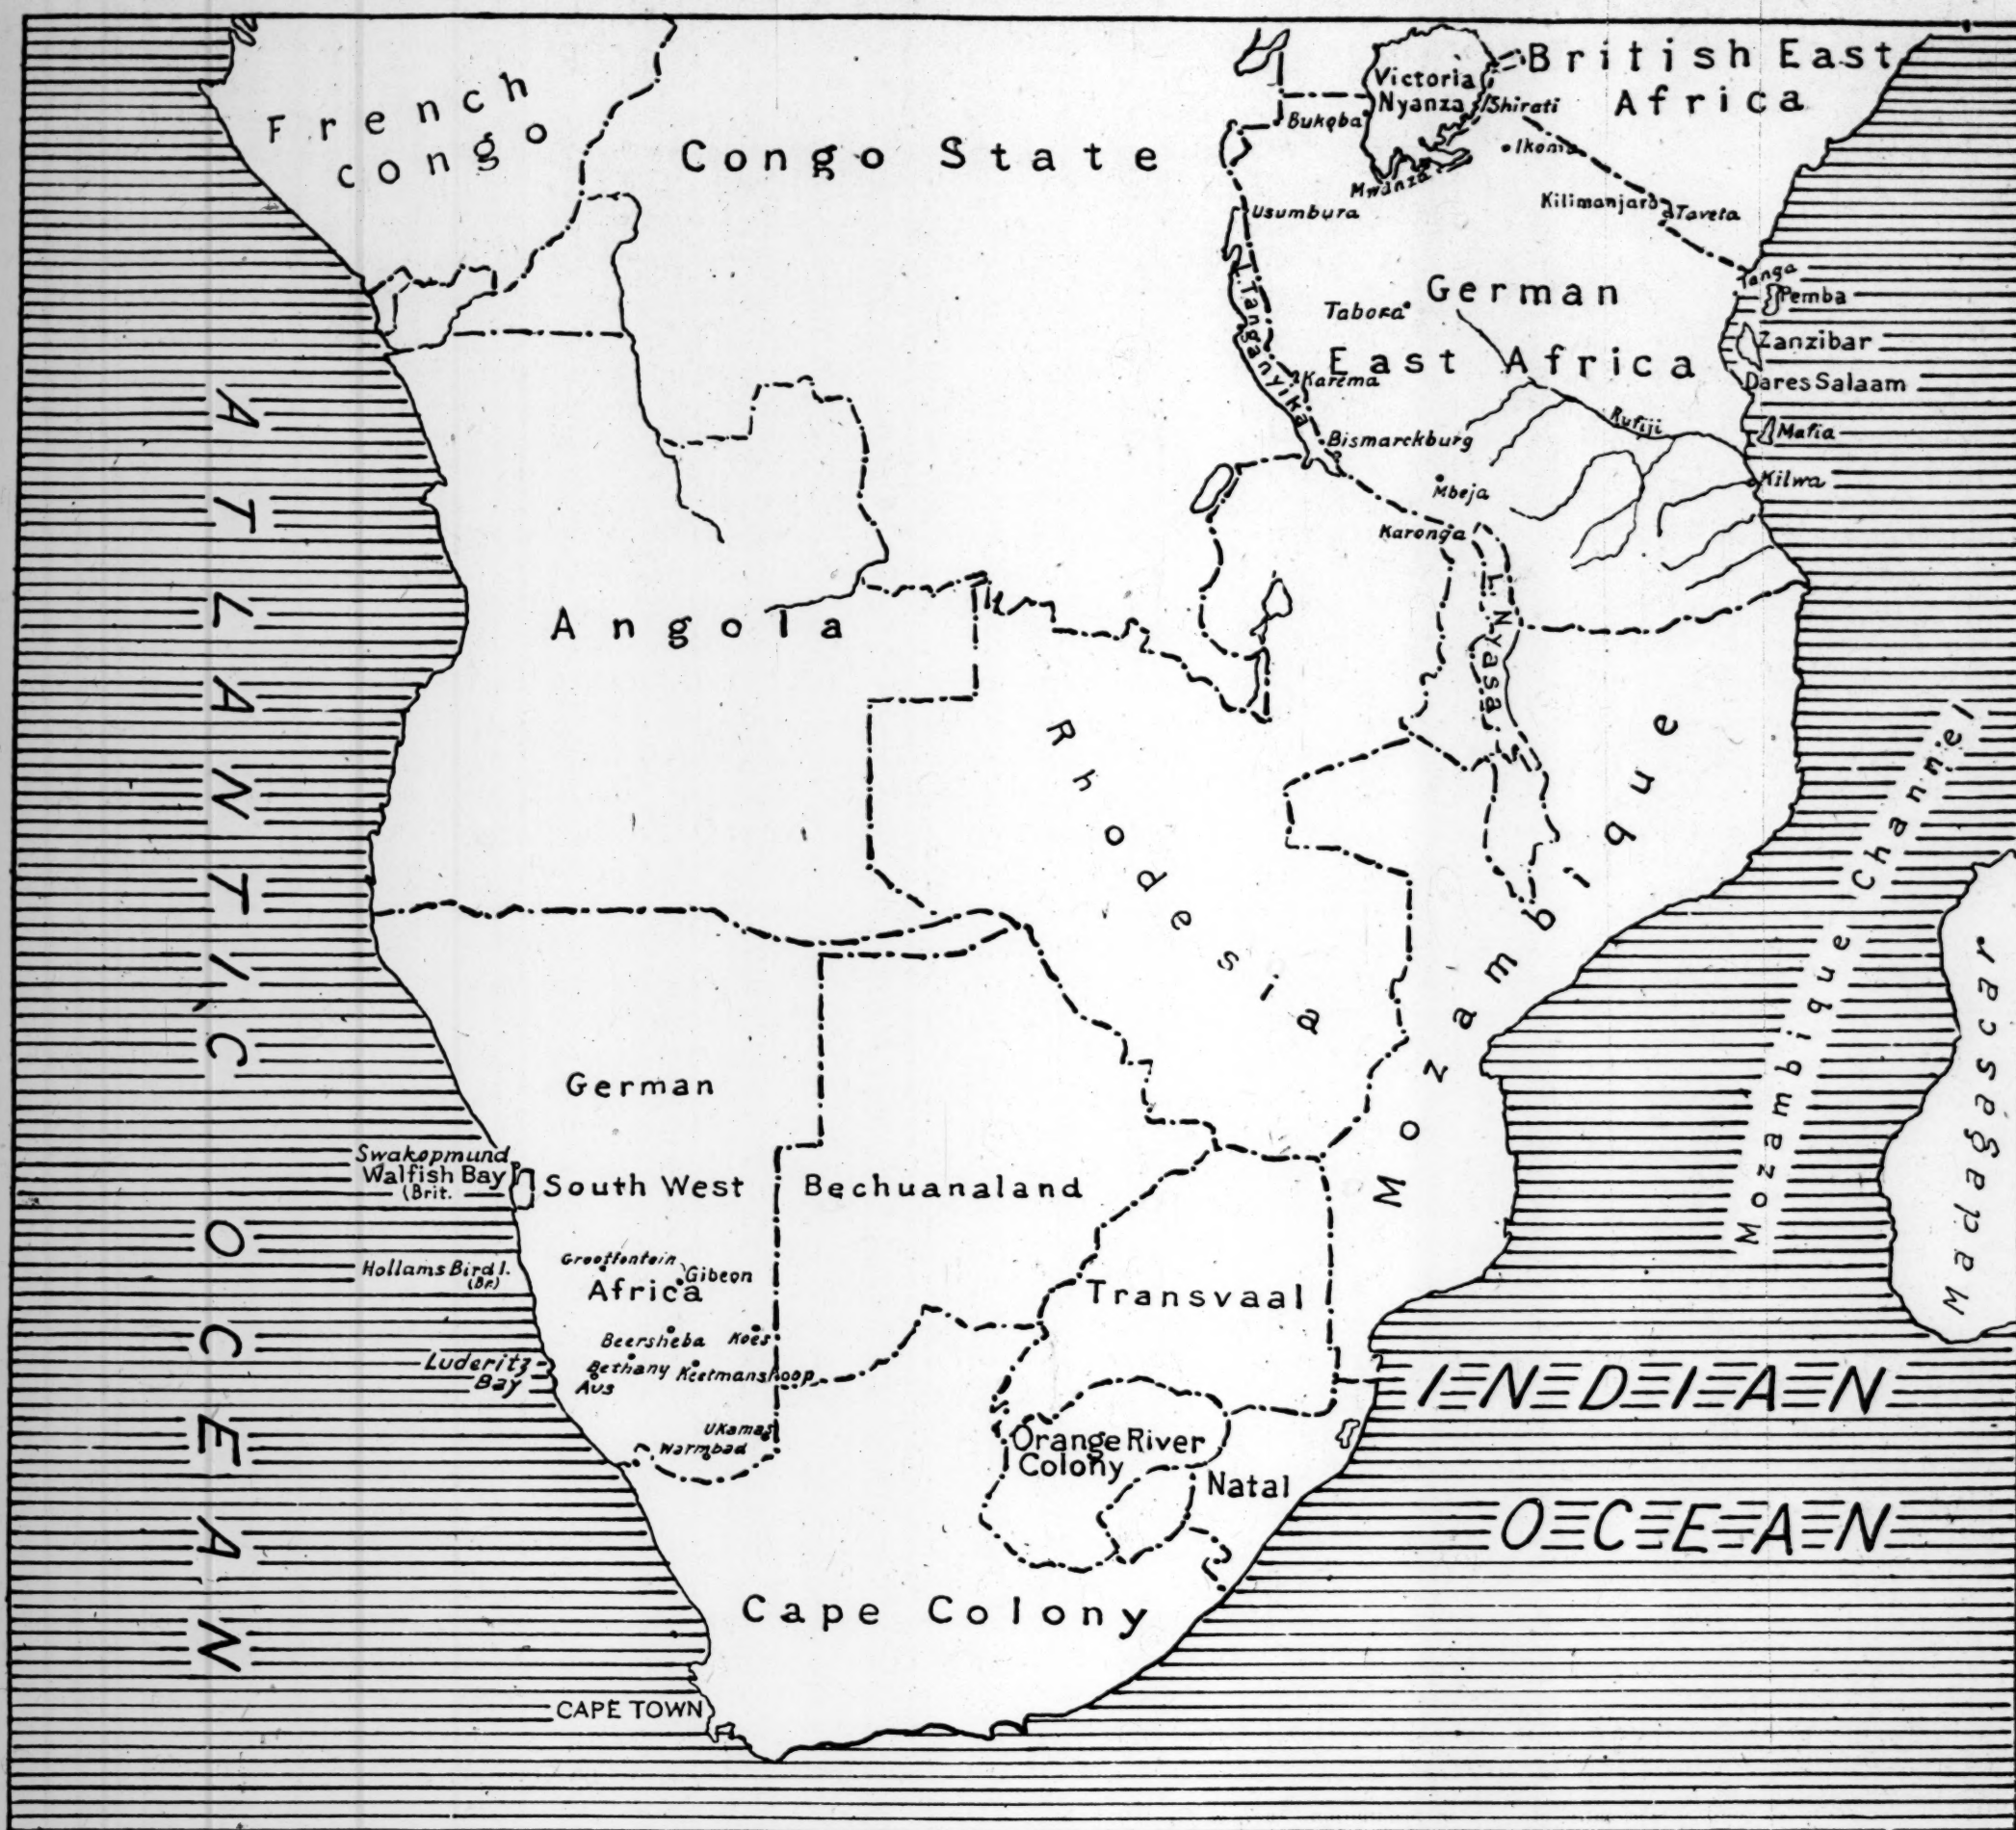 French
Congo
Congo State
British East
Africa
Victoria
Nyanza
Shirati
Bukoba
Ikoma
Mwanza
Kilimanjaro
Taveta
Usumbura
L. Tanganyika
Tabora
German
East Africa
Karema
Bismarckburg
Rufiji
Mbeja
Karonga
L. Nyasa
Pemba
Zanzibar
Dares Salaam
Mafia
Kilwa
Angola
Rhodesia
Mozambique
Mozambique Channel
Madagascar
ATLANTIC OCEAN
German
South West
Africa
Swakopmund
Walfish Bay
(Brit.
Hollams Bird I.
(Br.)
Grootfontein
Gibeon
Beersheba
Koes
Luderitz-
Bay
Bethany
Keetmanshoop
Aus
Ukamas
Warmbad
Bechuanaland
Transvaal
Orange River
Colony
Natal
Cape Colony
CAPE TOWN
INDIAN
OCEAN